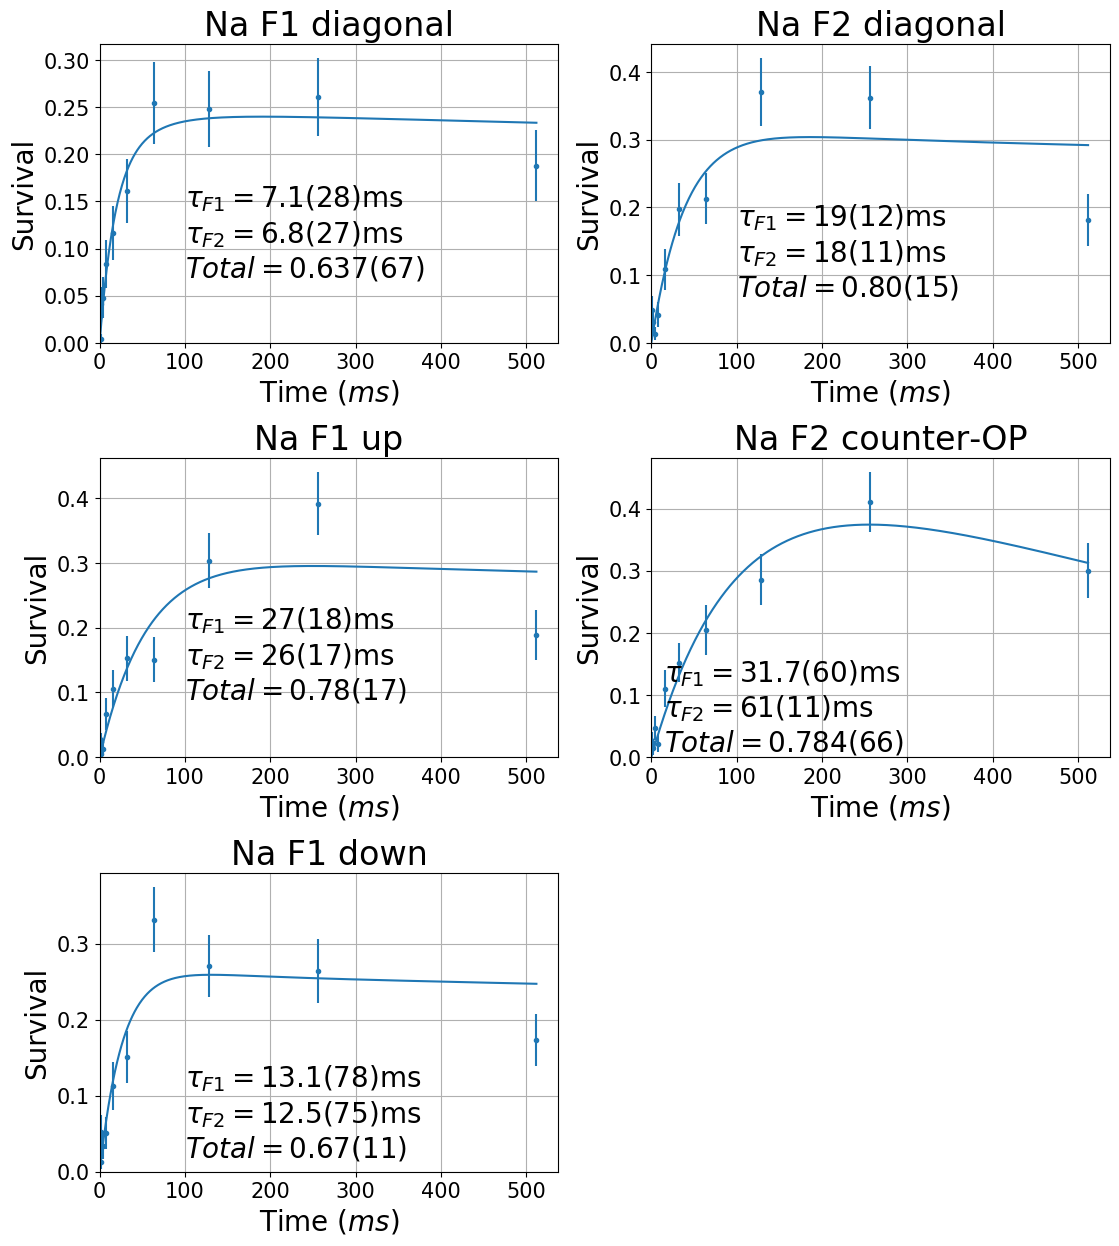 Na F1 diagonal
Survival
0.30
0.25
0.20
0.15
0.10
0.05
0.00
τF1 = 7.1(28)ms
τF2 = 6.8(27)ms
Total = 0.637(67)
0 100 200 300 400 500
Time (ms)
Na F2 diagonal
Survival
0.4
0.3
0.2
0.1
0.0
τF1 = 19(12)ms
τF2 = 18(11)ms
Total = 0.80(15)
0 100 200 300 400 500
Time (ms)
Na F1 up
Survival
0.4
0.3
0.2
0.1
0.0
τF1 = 27(18)ms
τF2 = 26(17)ms
Total = 0.78(17)
0 100 200 300 400 500
Time (ms)
Na F2 counter-OP
Survival
0.4
0.3
0.2
0.1
0.0
τF1 = 31.7(60)ms
τF2 = 61(11)ms
Total = 0.784(66)
0 100 200 300 400 500
Time (ms)
Na F1 down
Survival
0.3
0.2
0.1
0.0
τF1 = 13.1(78)ms
τF2 = 12.5(75)ms
Total = 0.67(11)
0 100 200 300 400 500
Time (ms)